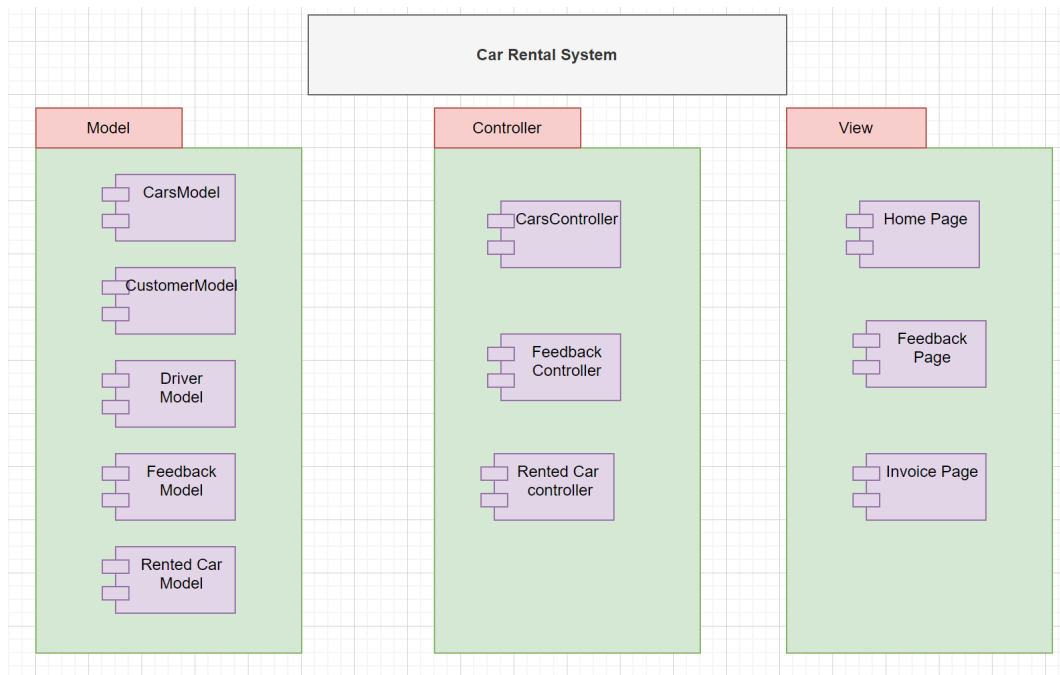 Car Rental System
Model
CarsModel
CustomerModel
Driver
Model
Feedback
Model
Rented Car
Model
Controller
CarsController
Feedback
Controller
Rented Car
controller
View
Home Page
Feedback
Page
Invoice Page